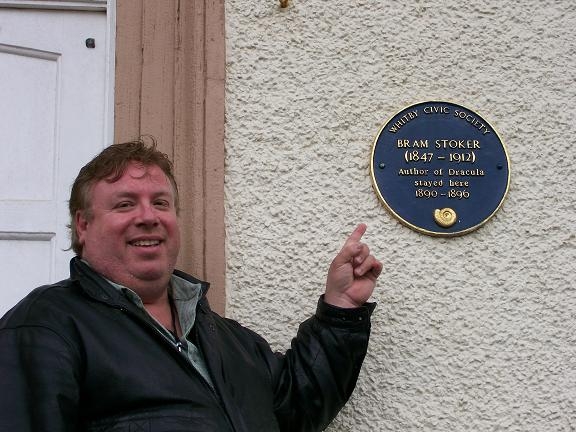 WHITBY CIVIC SOCIETY
BRAM STOKER
(1847 – 1912)
Author of Dracula
stayed here
1890 – 1896